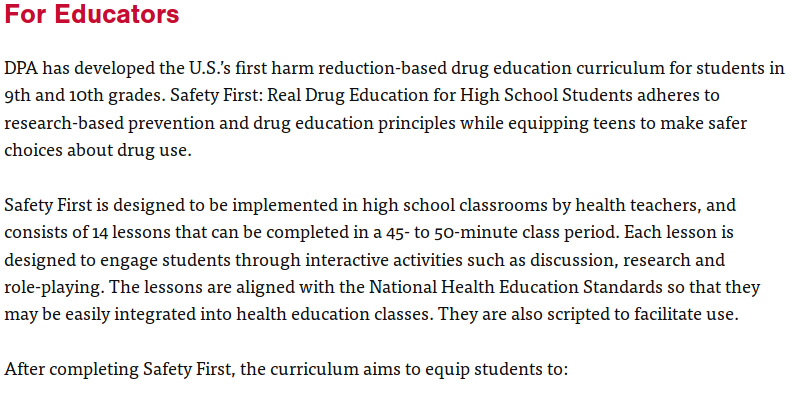 For Educators
DPA has developed the U.S.'s first harm reduction-based drug education curriculum for students in
9th and 10th grades. Safety First: Real Drug Education for High School Students adheres to
research-based prevention and drug education principles while equipping teens to make safer
choices about drug use.
Safety First is designed to be implemented in high school classrooms by health teachers, and
consists of 14 lessons that can be completed in a 45- to 50-minute class period. Each lesson is
designed to engage students through interactive activities such as discussion, research and
role-playing. The lessons are aligned with the National Health Education Standards so that they
may be easily integrated into health education classes. They are also scripted to facilitate use.
After completing Safety First, the curriculum aims to equip students to: